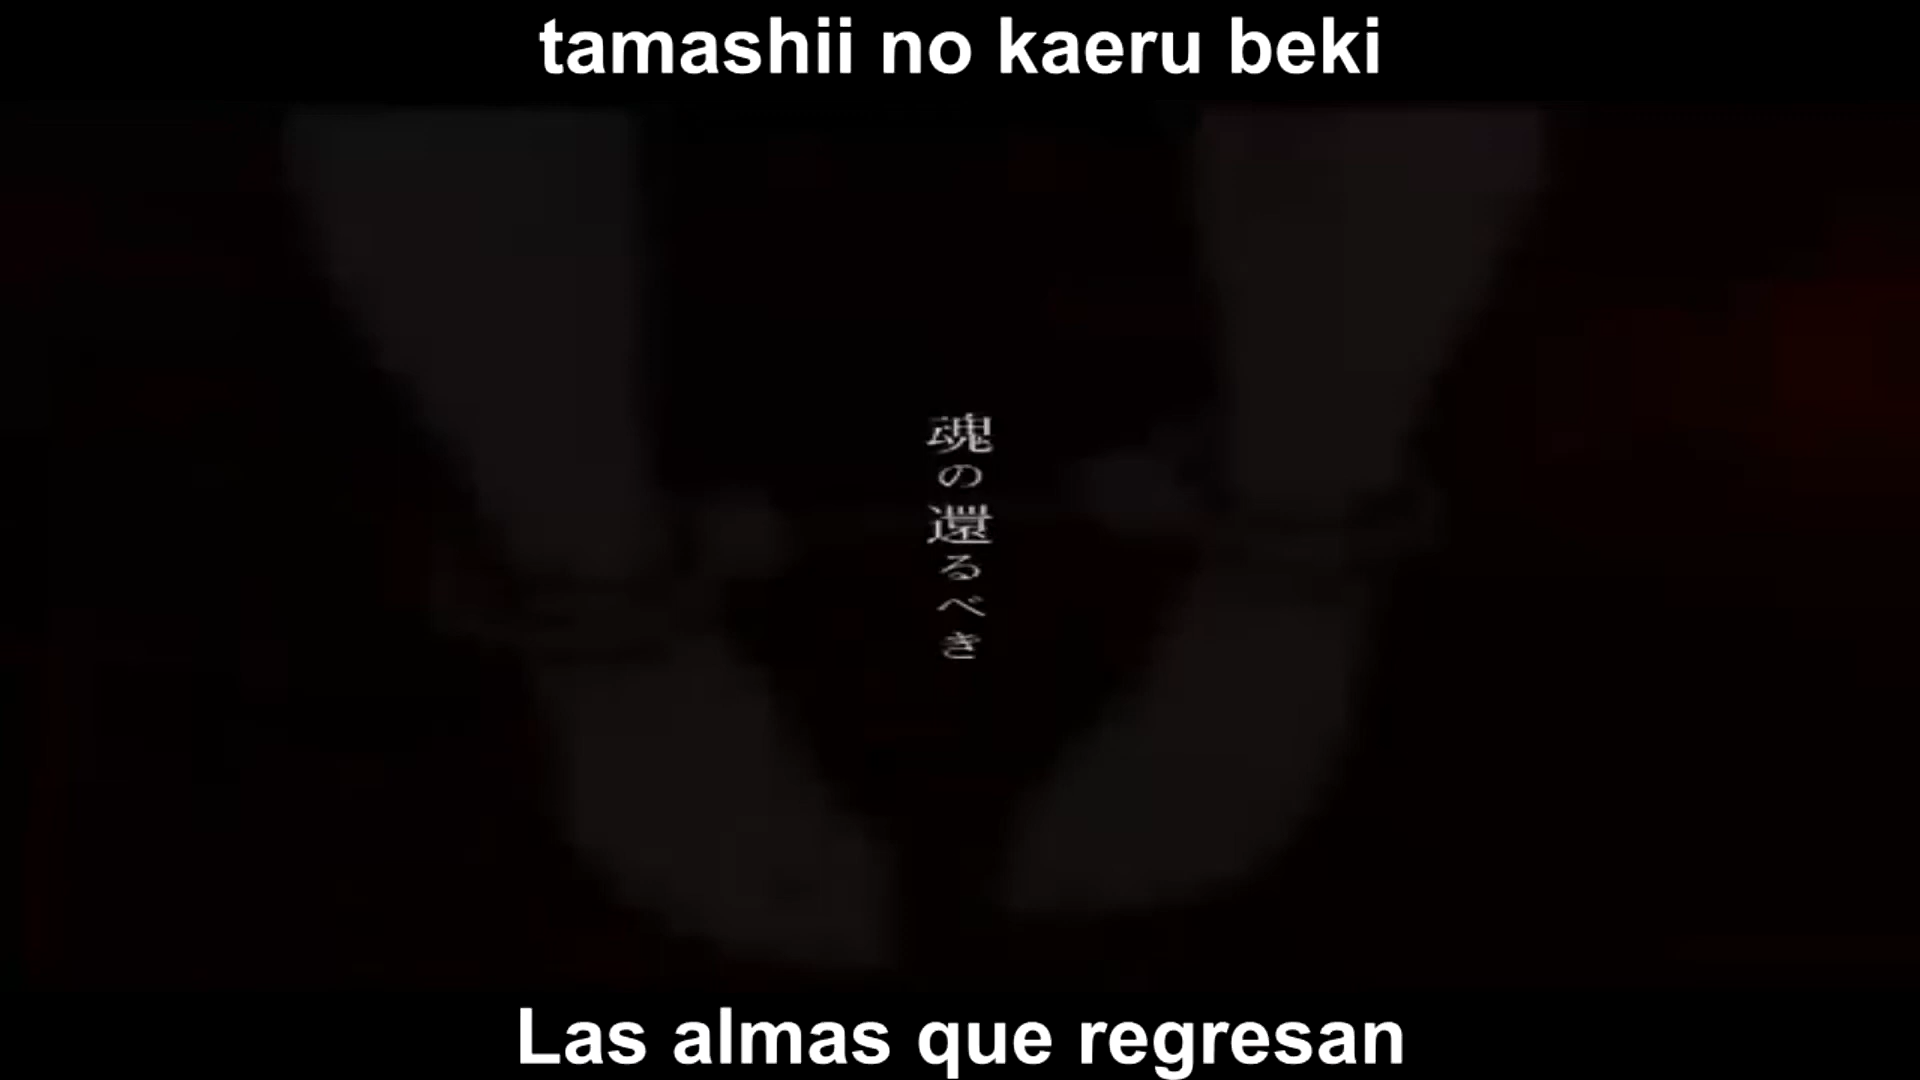 tamashii no kaeru beki
魂の還るべき
Las almas que regresan